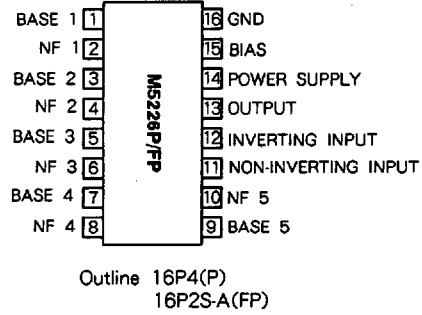 BASE 1 1 16 GND
NF 1 2 15 BIAS
BASE 2 3 14 POWER SUPPLY
NF 2 4 13 OUTPUT
BASE 3 5 12 INVERTING INPUT
NF 3 6 11 NON-INVERTING INPUT
BASE 4 7 10 NF 5
NF 4 8 9 BASE 5
M5226P/FP
Outline 16P4(P)
16P2S-A(FP)